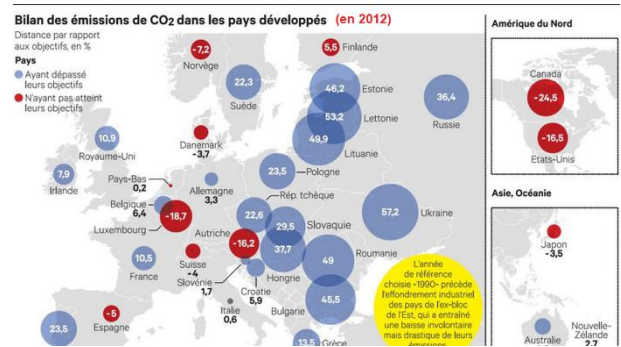 Bilan des émissions de CO2 dans les pays développés (en 2012)
Distance par rapport
aux objectifs, en %
Pays
Ayant dépassé
leurs objectifs
N'ayant pas atteint
leurs objectifs
-7,2
Norvège
5,5 Finlande
22,3
Suède
46,2
Estonie
53,2
Lettonie
49,9
Lituanie
36,4
Russie
10,9
Royaume-Uni
7,9
Irlande
Danemark
-3,7
Pays-Bas
0,2
Allemagne
3,3
23,5
Pologne
Belgique
6,4
-18,7
Luxembourg
Rép. tchèque
22,6
29,5
Slovaquie
57,2
Ukraine
Autriche
-16,2
37,7
Hongrie
49
Roumanie
10,5
France
Suisse
-4
Slovénie
1,7
Croatie
5,9
Italie
0,6
45,5
Bulgarie
-5
Espagne
23,5
13,5
Grèce
L'année
de référence
choisie -1990- précède
l'effondrement industriel
des pays de l'ex-bloc
de l'Est, qui a entraîné
une baisse involontaire
mais drastique de leurs
émissions
Amérique du Nord
Canada
-24,5
-16,5
Etats-Unis
Asie, Océanie
Japon
-3,5
Australie
Nouvelle-
Zélande
2,7